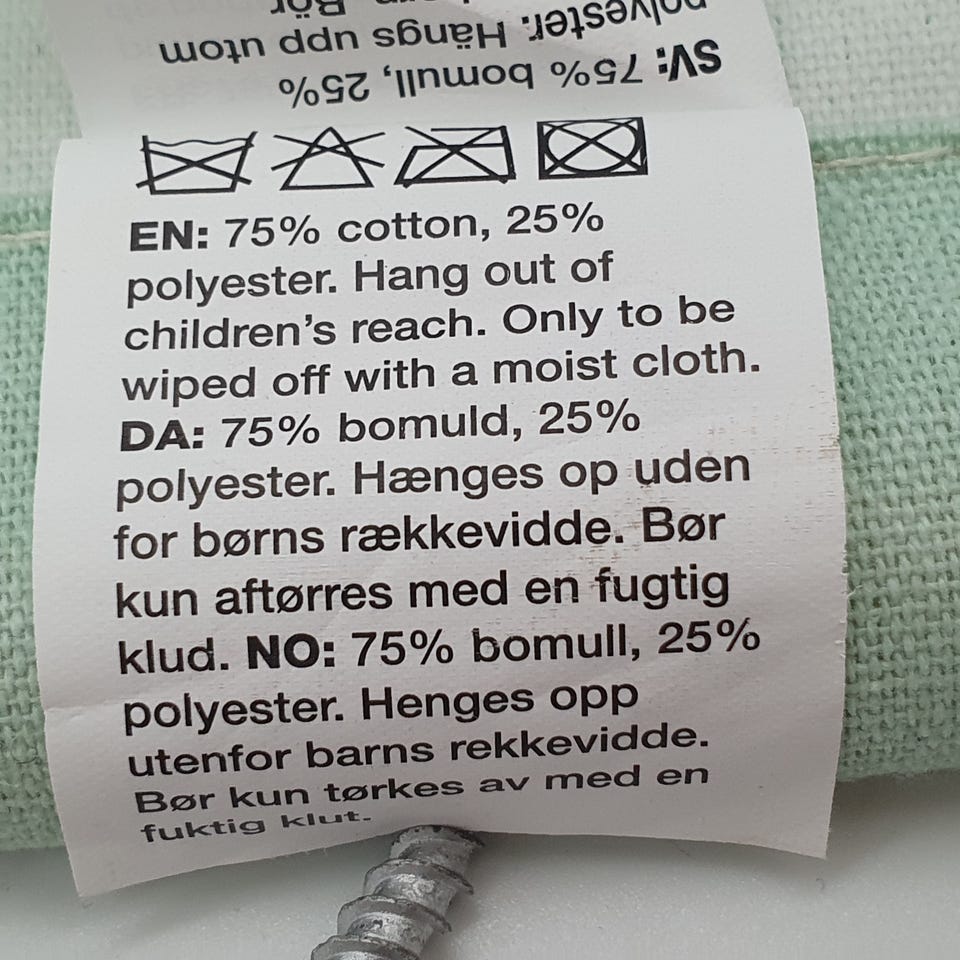 SV: 75% bomull, 25%
polyester. Hängs upp utom
Bör
EN: 75% cotton, 25%
polyester. Hang out of
children's reach. Only to be
wiped off with a moist cloth.
DA: 75% bomuld, 25%
polyester. Hænges op uden
for børns rækkevidde. Bør
kun aftørres med en fugtig
klud. NO: 75% bomull, 25%
polyester. Henges opp
utenfor barns rekkevidde.
Bør kun tørkes av med en
fuktig klut.